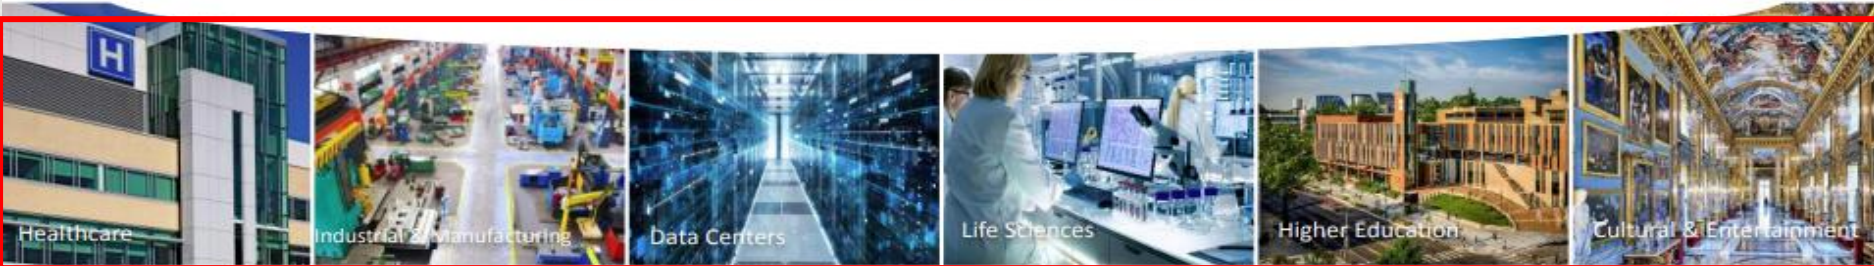 H
Healthcare
Industrial & Manufacturing
Data Centers
Life Sciences
Higher Education
Cultural & Entertainment